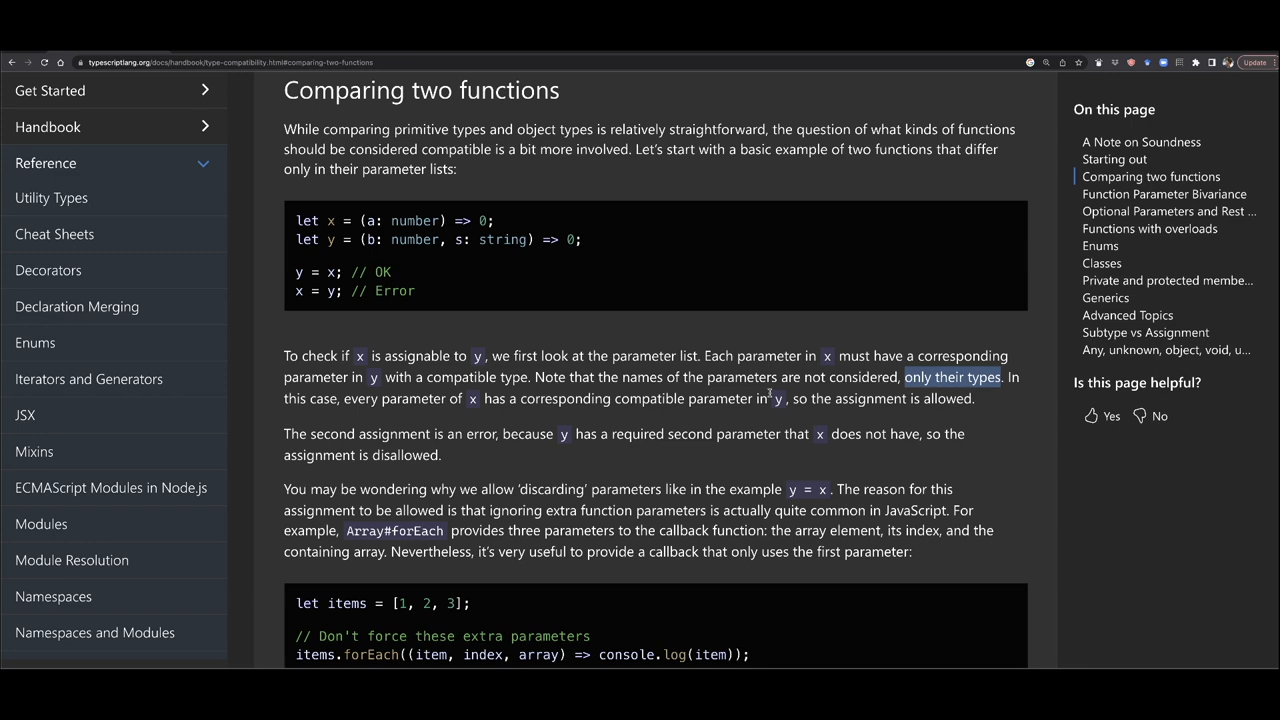 typescriptlang.org/docs/handbook/type-compatibility.html#comparing-two-functions
Update
Get Started
Handbook
Reference
Utility Types
Cheat Sheets
Decorators
Declaration Merging
Enums
Iterators and Generators
JSX
Mixins
ECMAScript Modules in Node.js
Modules
Module Resolution
Namespaces
Namespaces and Modules
Comparing two functions
While comparing primitive types and object types is relatively straightforward, the question of what kinds of functions
should be considered compatible is a bit more involved. Let’s start with a basic example of two functions that differ
only in their parameter lists:
let x = (a: number) => 0;
let y = (b: number, s: string) => 0;
y = x; // OK
x = y; // Error
To check if x is assignable to y, we first look at the parameter list. Each parameter in x must have a corresponding
parameter in y with a compatible type. Note that the names of the parameters are not considered, only their types. In
this case, every parameter of x has a corresponding compatible parameter in y, so the assignment is allowed.
The second assignment is an error, because y has a required second parameter that x does not have, so the
assignment is disallowed.
You may be wondering why we allow ‘discarding’ parameters like in the example y = x. The reason for this
assignment to be allowed is that ignoring extra function parameters is actually quite common in JavaScript. For
example, Array#forEach provides three parameters to the callback function: the array element, its index, and the
containing array. Nevertheless, it’s very useful to provide a callback that only uses the first parameter:
let items = [1, 2, 3];
// Don't force these extra parameters
items.forEach((item, index, array) => console.log(item));
On this page
A Note on Soundness
Starting out
Comparing two functions
Function Parameter Bivariance
Optional Parameters and Rest ...
Functions with overloads
Enums
Classes
Private and protected membe...
Generics
Advanced Topics
Subtype vs Assignment
Any, unknown, object, void, u...
Is this page helpful?
Yes No